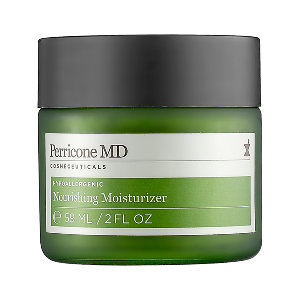 Perricone MD
COSMECEUTICALS
HYPOALLERGENIC
Nourishing Moisturizer
℮ 59 ML / 2 FL OZ